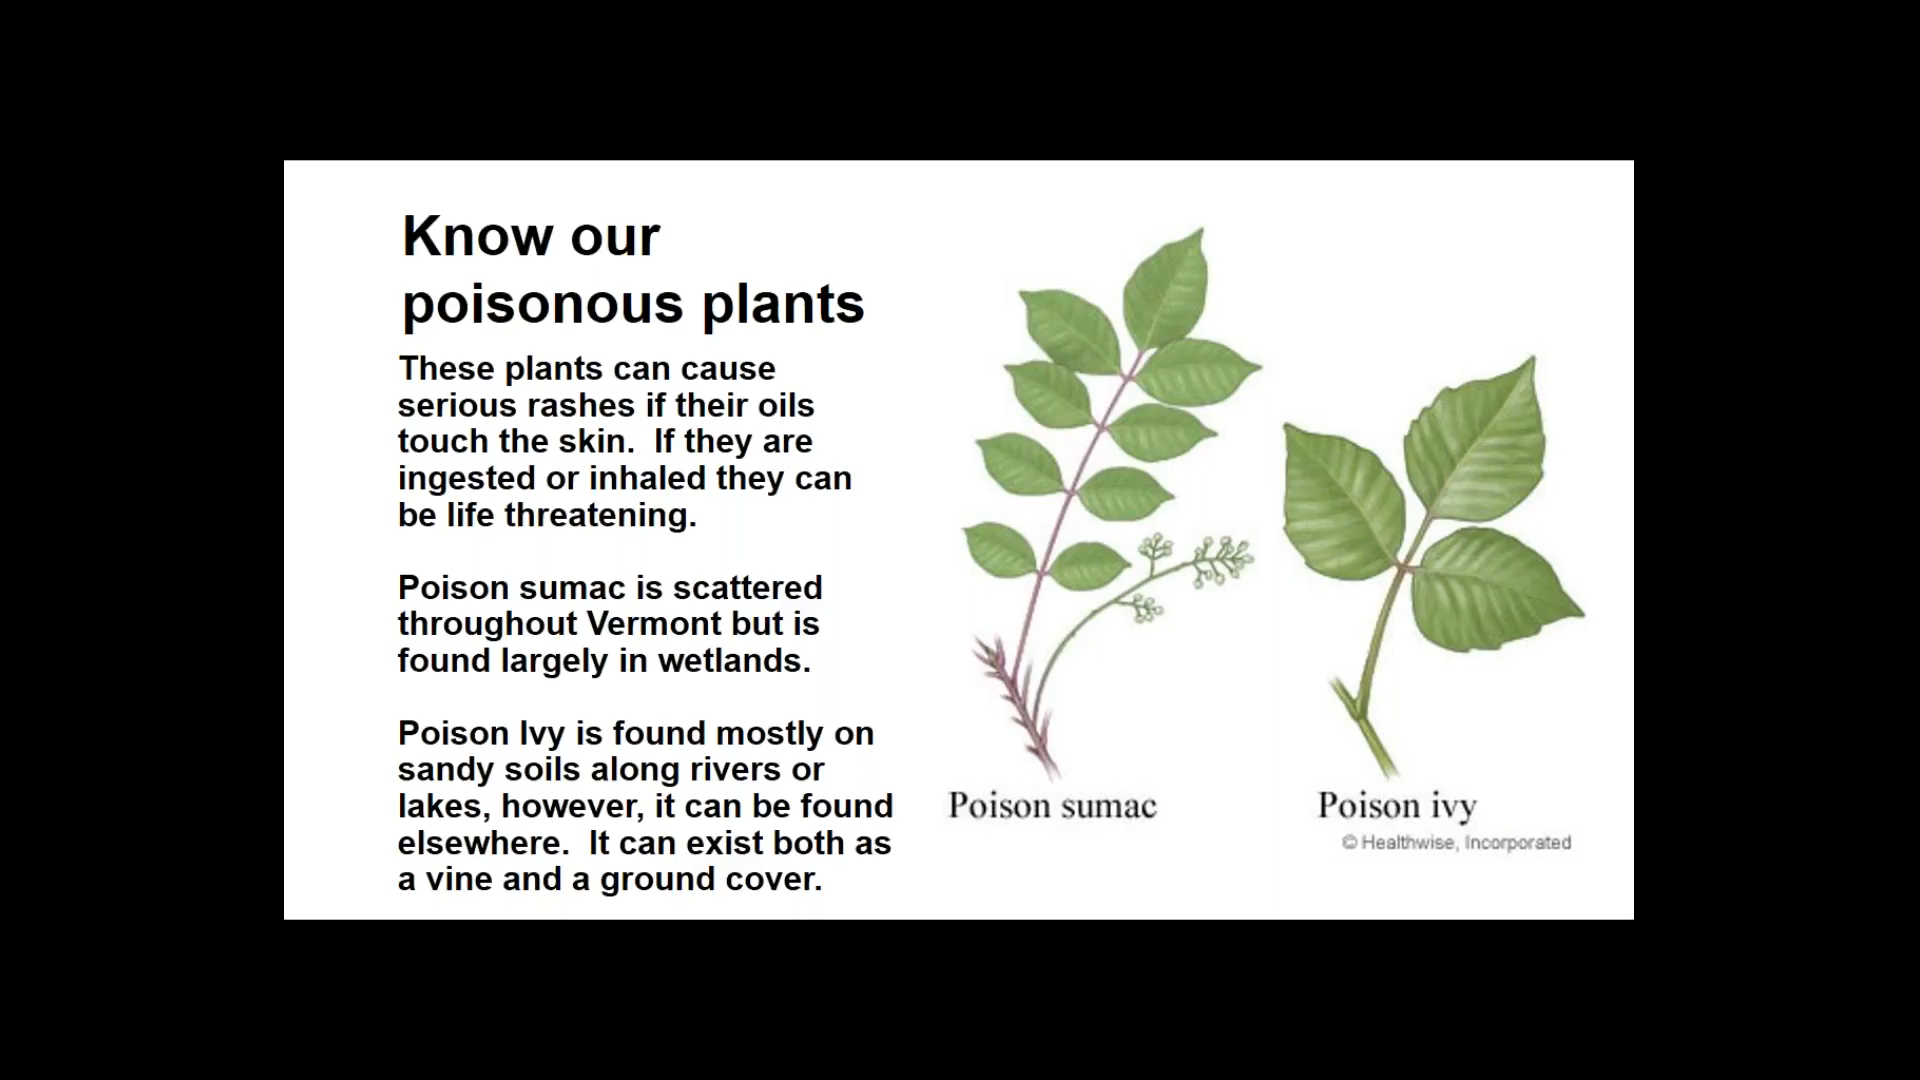 Know our
poisonous plants
These plants can cause
serious rashes if their oils
touch the skin.  If they are
ingested or inhaled they can
be life threatening.
Poison sumac is scattered
throughout Vermont but is
found largely in wetlands.
Poison Ivy is found mostly on
sandy soils along rivers or
lakes, however, it can be found
elsewhere.  It can exist both as
a vine and a ground cover.
Poison sumac
Poison ivy
© Healthwise, Incorporated